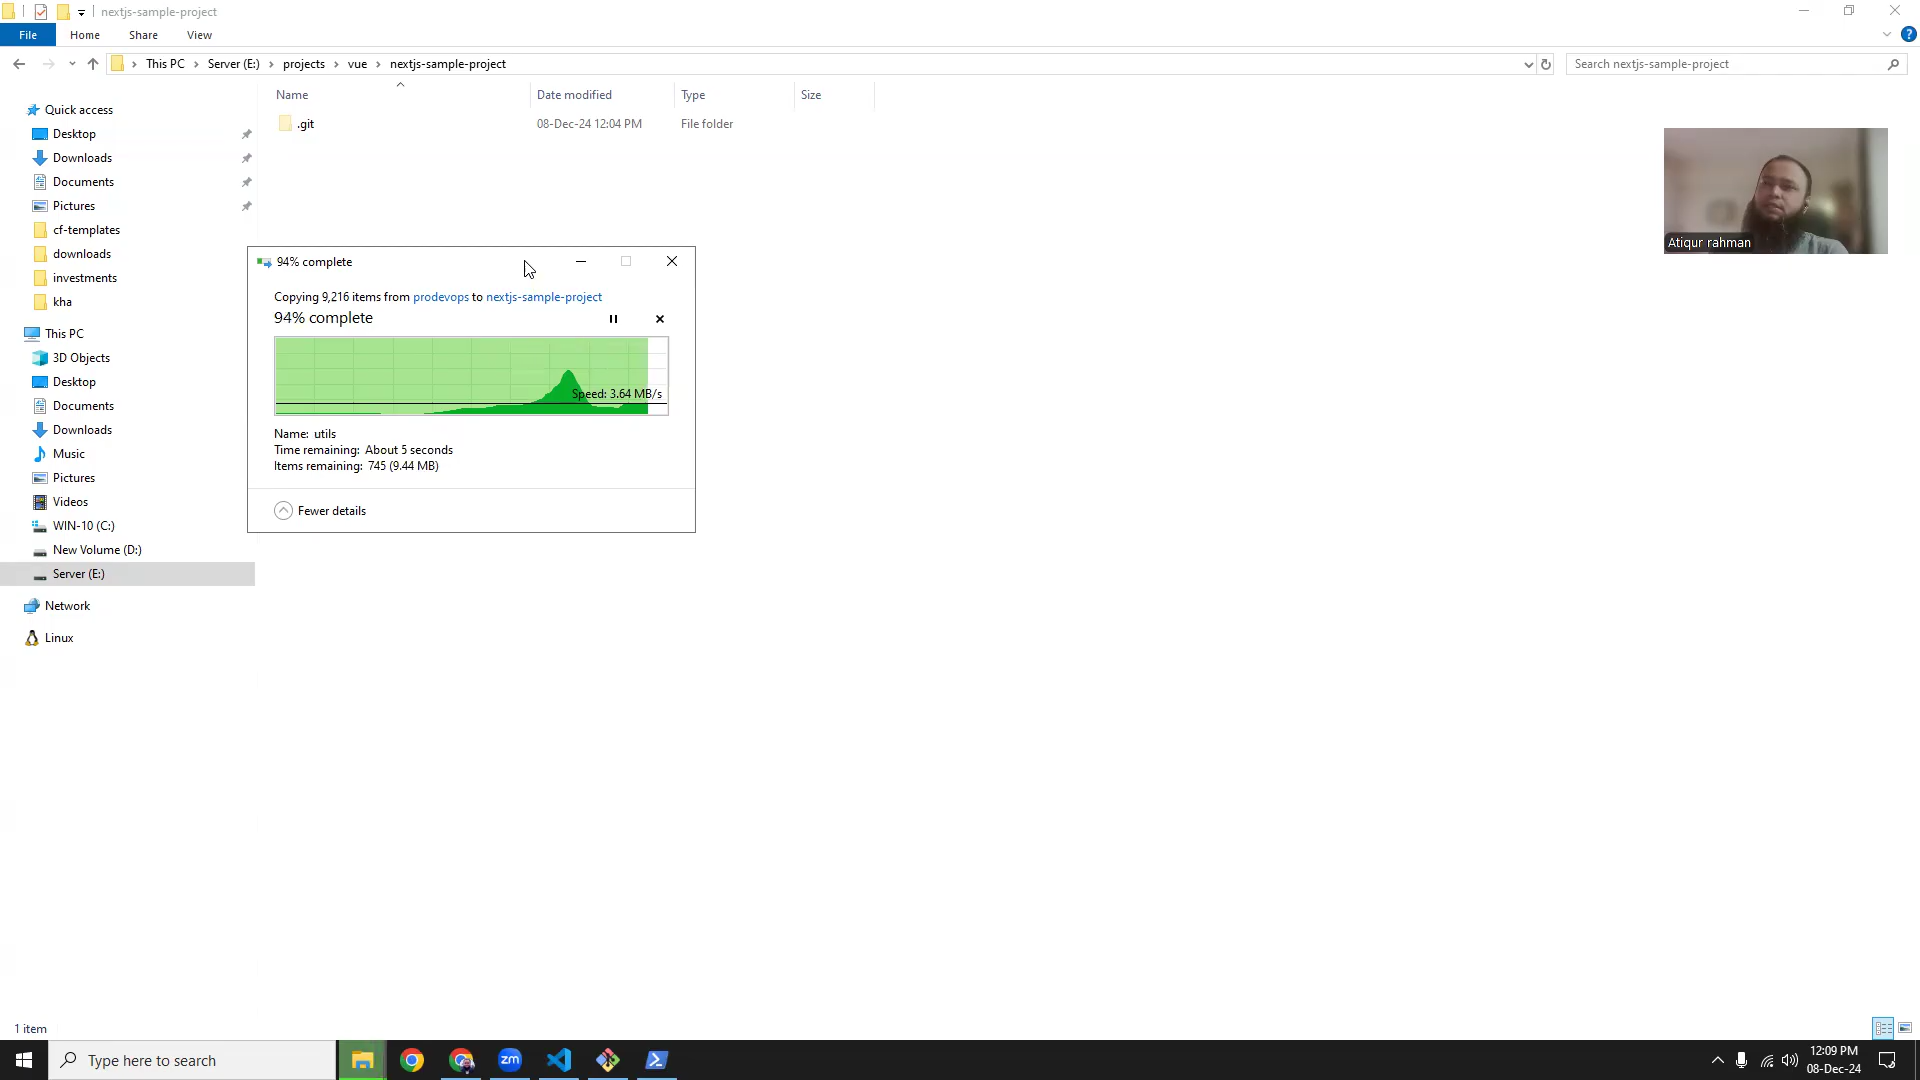 nextjs-sample-project
File
Home
Share
View
?
This PC
Server (E:)
projects
vue
nextjs-sample-project
Search nextjs-sample-project
Name
Date modified
Type
Size
.git
08-Dec-24 12:04 PM
File folder
Quick access
Desktop
Downloads
Documents
Pictures
cf-templates
downloads
investments
kha
This PC
3D Objects
Desktop
Documents
Downloads
Music
Pictures
Videos
WIN-10 (C:)
New Volume (D:)
Server (E:)
Network
Linux
94% complete
Copying 9,216 items from prodevops to nextjs-sample-project
94% complete
Speed: 3.64 MB/s
Name: utils
Time remaining: About 5 seconds
Items remaining: 745 (9.44 MB)
Fewer details
Atiqur rahman
1 item
Type here to search
zm
12:09 PM
08-Dec-24